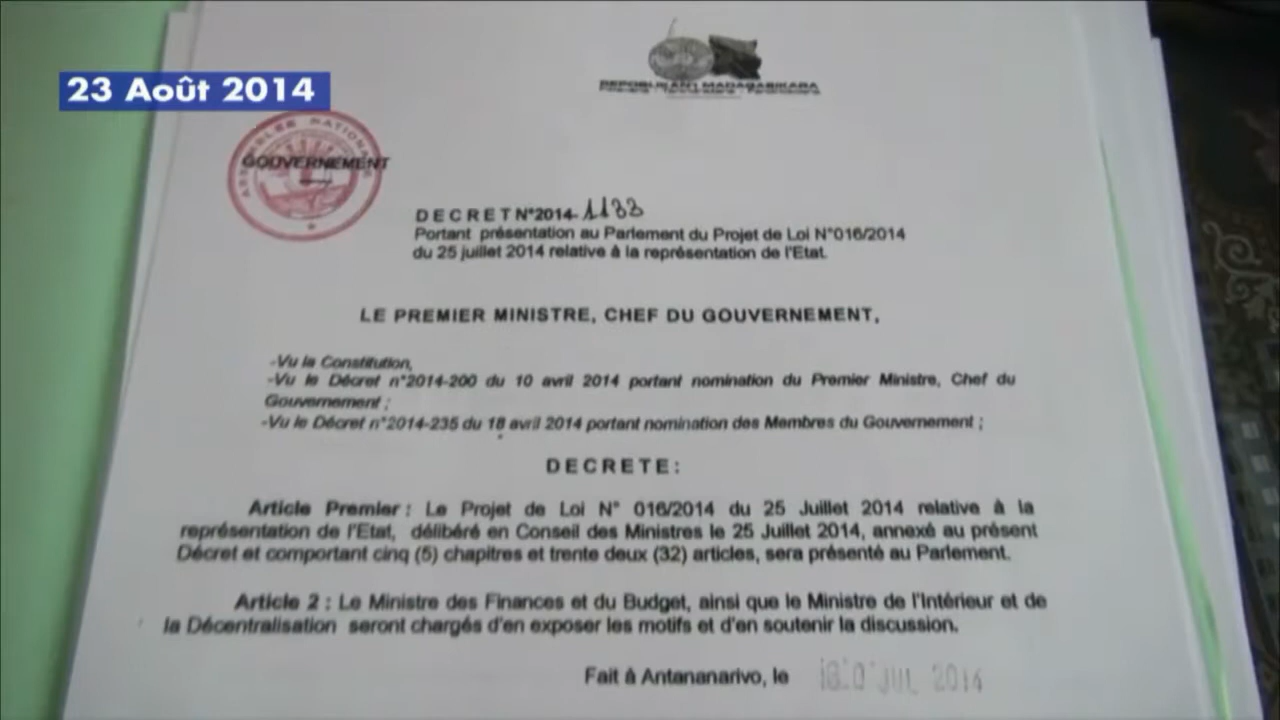 23 Août 2014
REPOBLIKAN'I MADAGASIKARA
ASSEMBLEE NATIONALE
GOUVERNEMENT
DECRET N°2014-1133
Portant présentation au Parlement du Projet de Loi N°016/2014
du 25 juillet 2014 relative à la représentation de l'Etat.
LE PREMIER MINISTRE, CHEF DU GOUVERNEMENT,
-Vu la Constitution,
-Vu le Décret n°2014-200 du 10 avril 2014 portant nomination du Premier Ministre, Chef du
Gouvernement ;
-Vu le Décret n°2014-235 du 18 avril 2014 portant nomination des Membres du Gouvernement ;
DECRETE :
Article Premier : Le Projet de Loi N° 016/2014 du 25 Juillet 2014 relative à la
représentation de l'Etat, délibéré en Conseil des Ministres le 25 Juillet 2014, annexé au présent
Décret et comportant cinq (5) chapitres et trente deux (32) articles, sera présenté au Parlement.
Article 2 : Le Ministre des Finances et du Budget, ainsi que le Ministre de l'Intérieur et de
la Décentralisation seront chargés d'en exposer les motifs et d'en soutenir la discussion.
Fait à Antananarivo, le JUL 2014